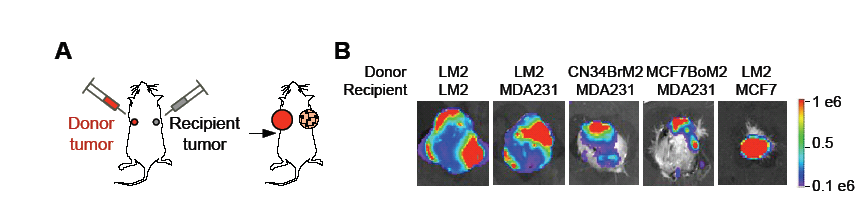 A
Donor
tumor
Recipient
tumor
B
Donor LM2 LM2 CN34BrM2 MCF7BoM2 LM2
Recipient LM2 MDA231 MDA231 MDA231 MCF7
1 e6
0.5
0.1 e6